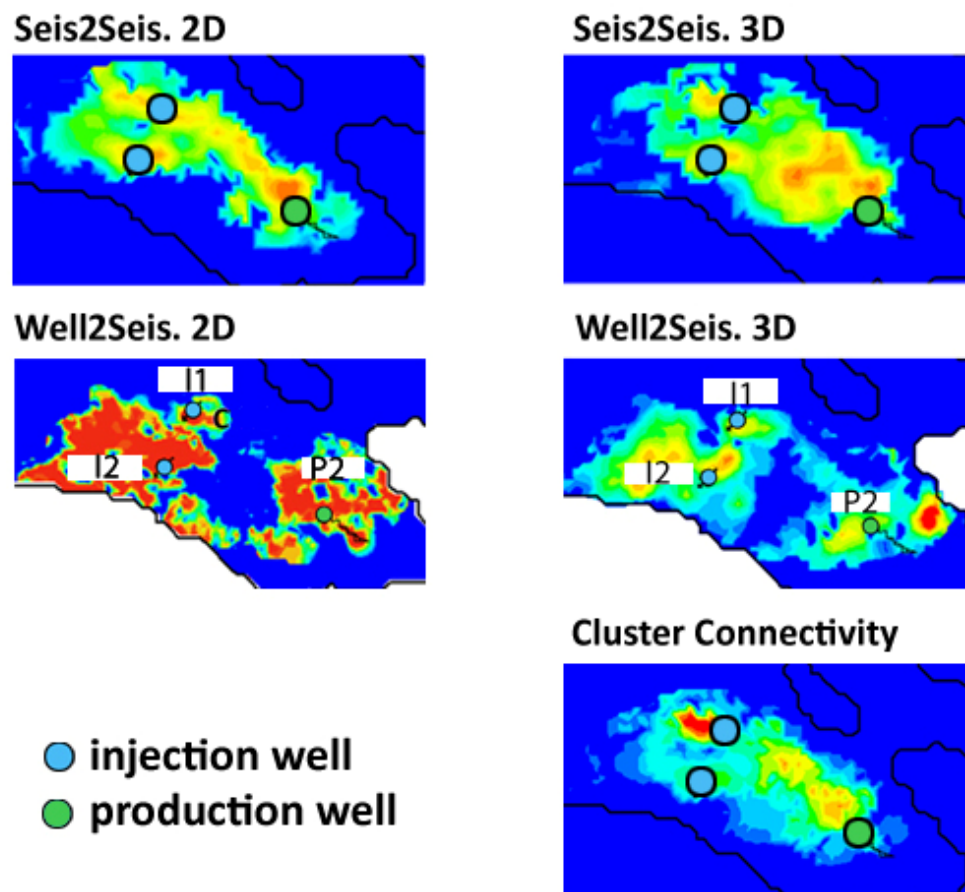 Seis2Seis. 2D
Seis2Seis. 3D
Well2Seis. 2D
Well2Seis. 3D
I1
C
I2
P2
I1
I2
P2
Cluster Connectivity
injection well
production well